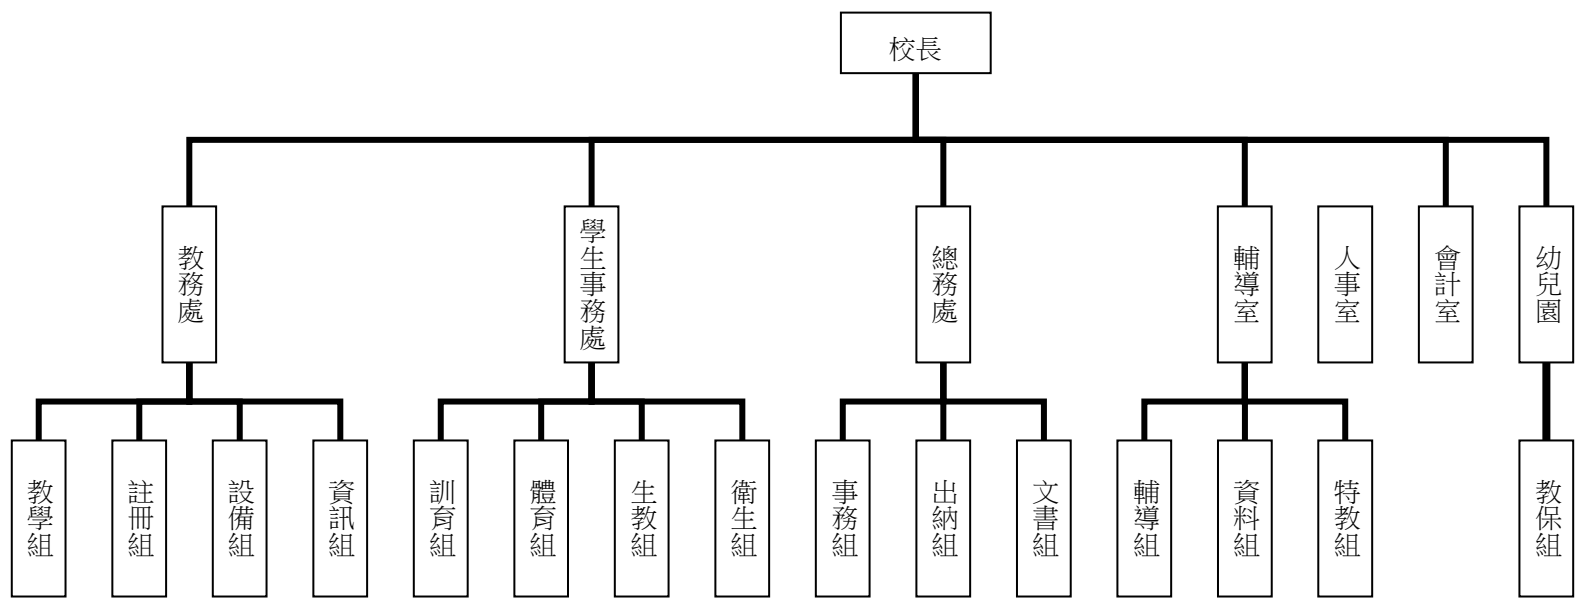 校長
教務處
學生事務處
總務處
輔導室
人事室
會計室
幼兒園
教學組
註冊組
設備組
資訊組
訓育組
體育組
生教組
衛生組
事務組
出納組
文書組
輔導組
資料組
特教組
教保組